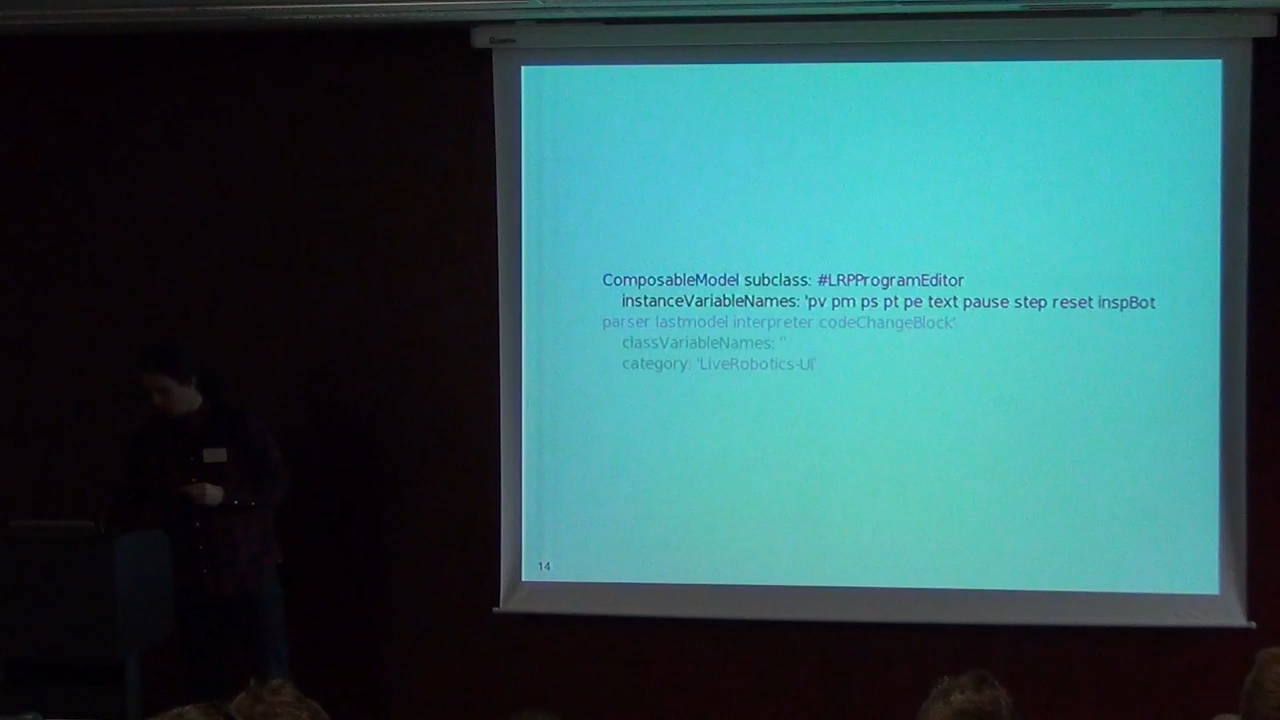 ComposableModel subclass: #LRPProgramEditor
instanceVariableNames: 'pv pm ps pt pe text pause step reset inspBot
parser lastmodel interpreter codeChangeBlock'
classVariableNames: ''
category: 'LiveRobotics-UI'
14